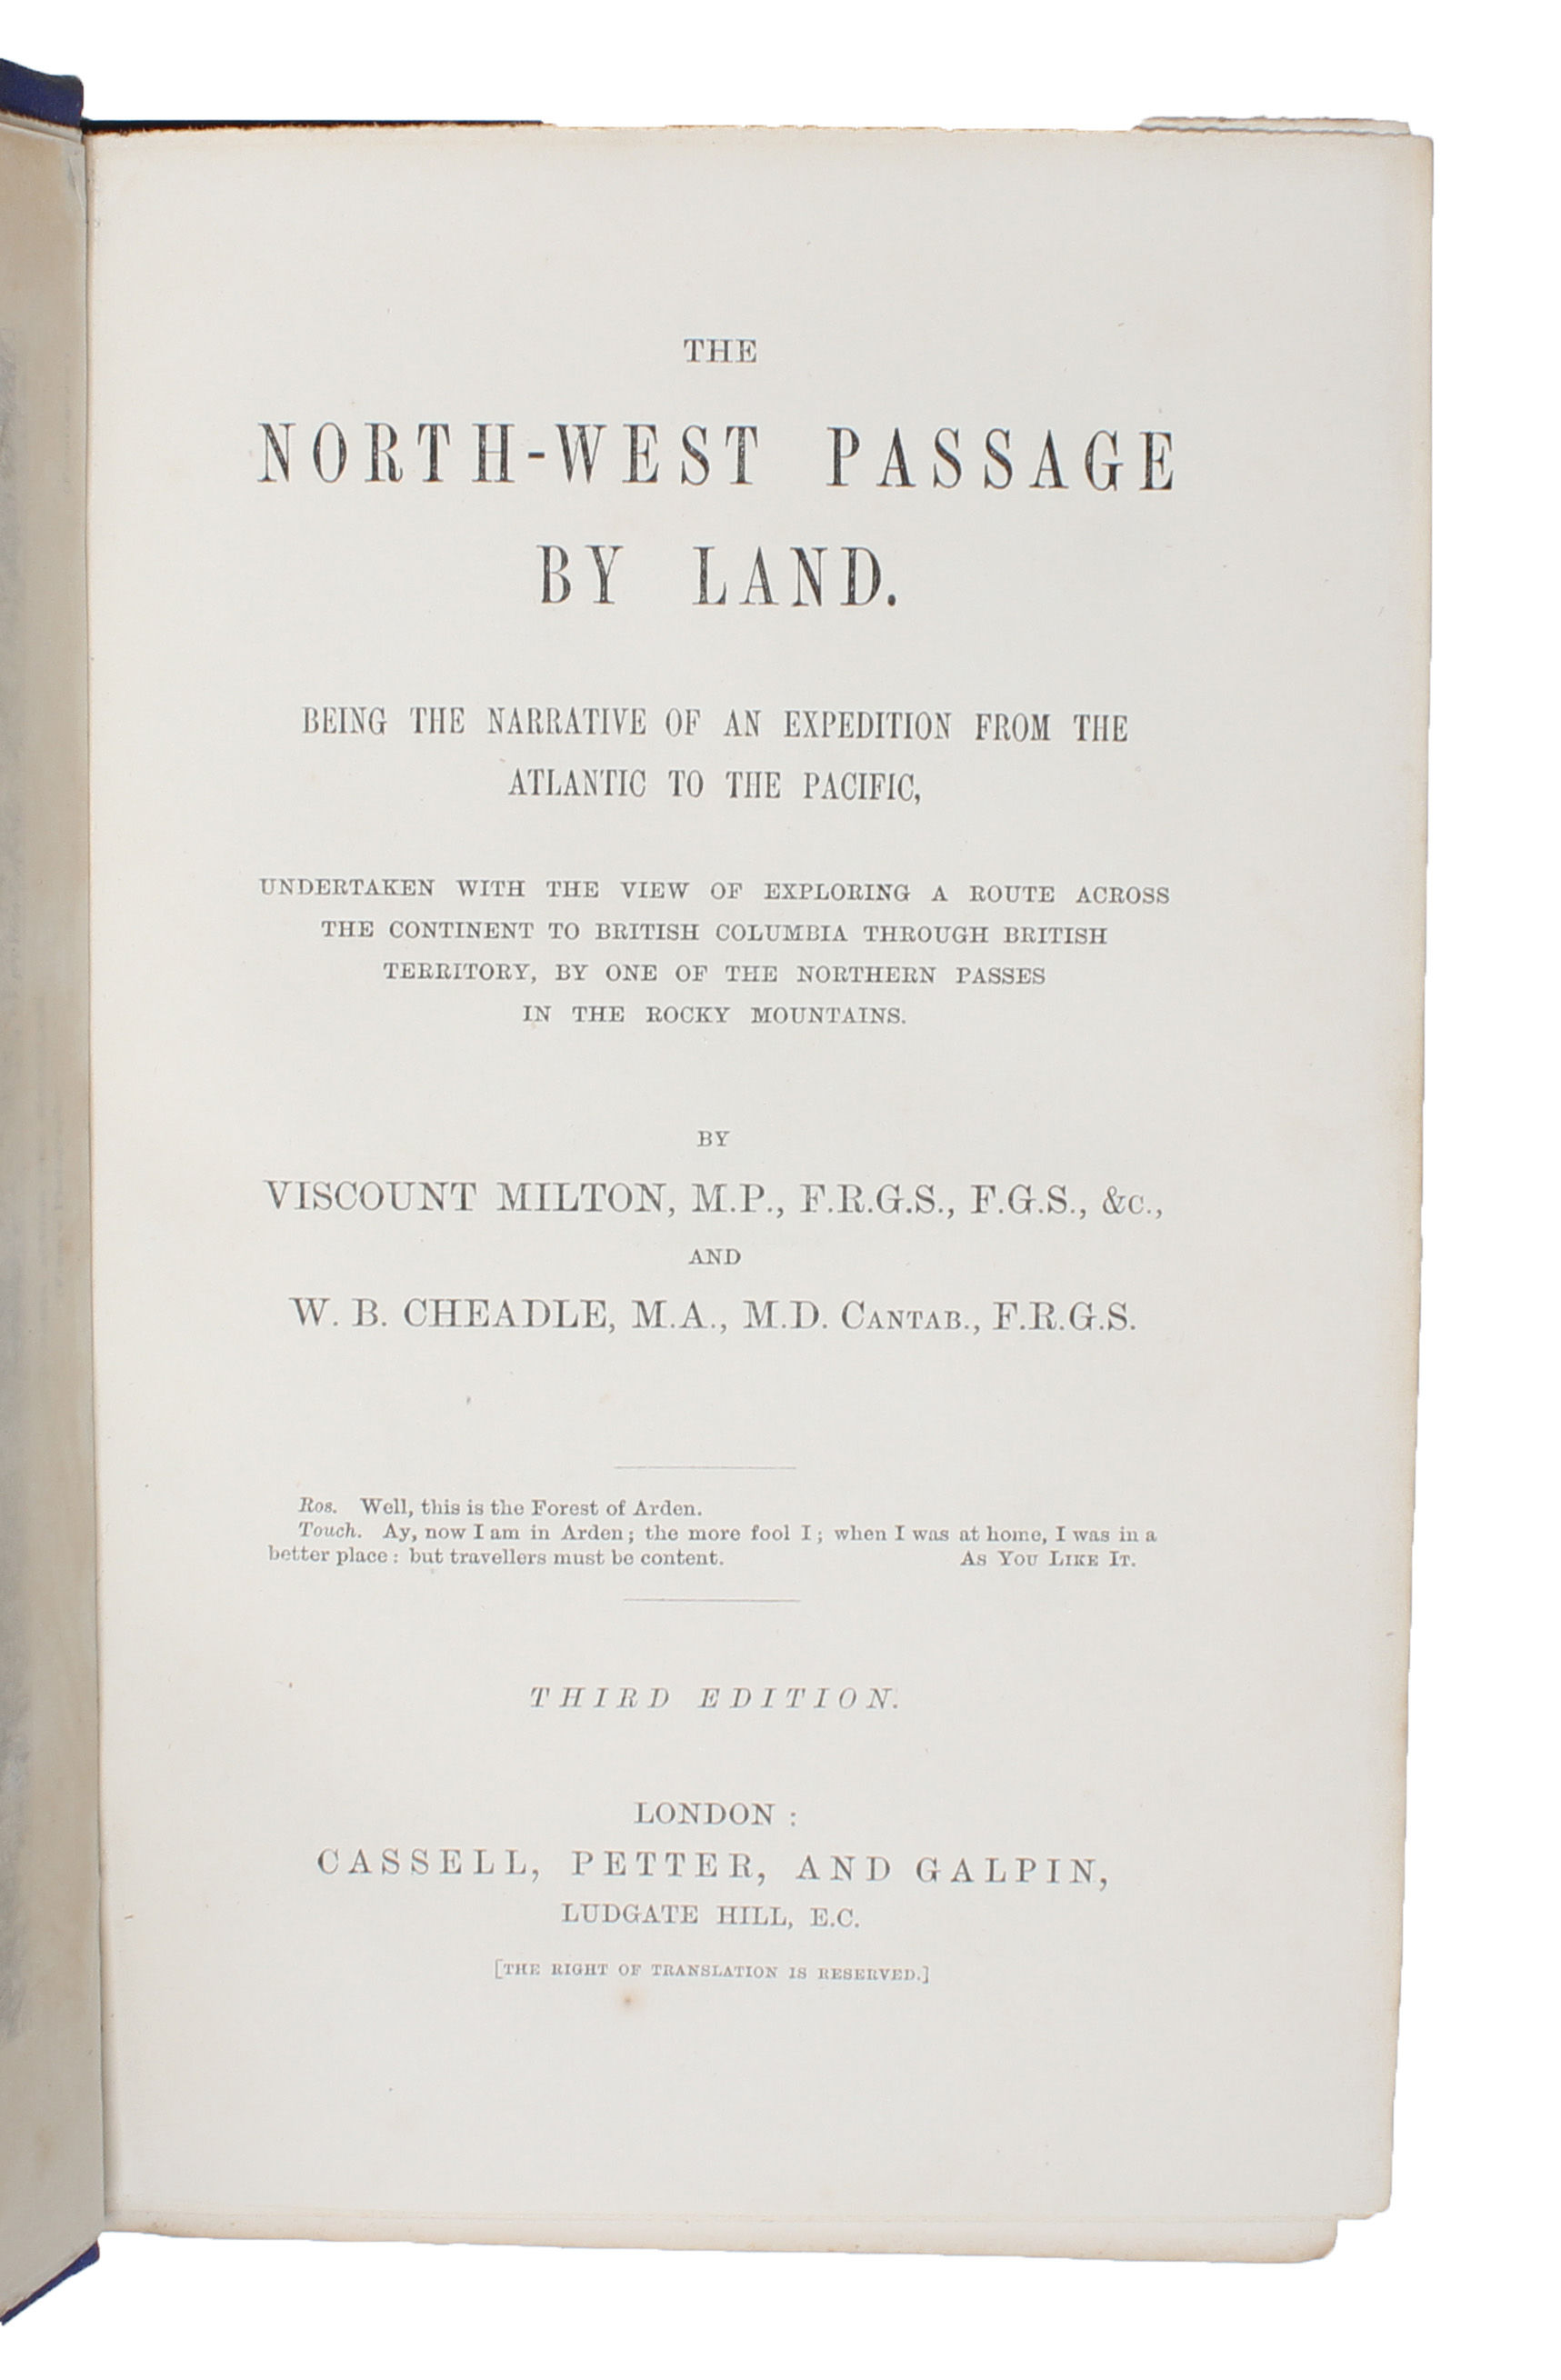 THE
NORTH-WEST PASSAGE
BY LAND.
BEING THE NARRATIVE OF AN EXPEDITION FROM THE
ATLANTIC TO THE PACIFIC,
UNDERTAKEN WITH THE VIEW OF EXPLORING A ROUTE ACROSS
THE CONTINENT TO BRITISH COLUMBIA THROUGH BRITISH
TERRITORY, BY ONE OF THE NORTHERN PASSES
IN THE ROCKY MOUNTAINS.
BY
VISCOUNT MILTON, M.P., F.R.G.S., F.G.S., &c.,
AND
W. B. CHEADLE, M.A., M.D. CANTAB., F.R.G.S.
Ros. Well, this is the Forest of Arden.
Touch. Ay, now I am in Arden; the more fool I; when I was at home, I was in a
better place: but travellers must be content. AS YOU LIKE IT.
THIRD EDITION.
LONDON:
CASSELL, PETTER, AND GALPIN,
LUDGATE HILL, E.C.
[THE RIGHT OF TRANSLATION IS RESERVED.]